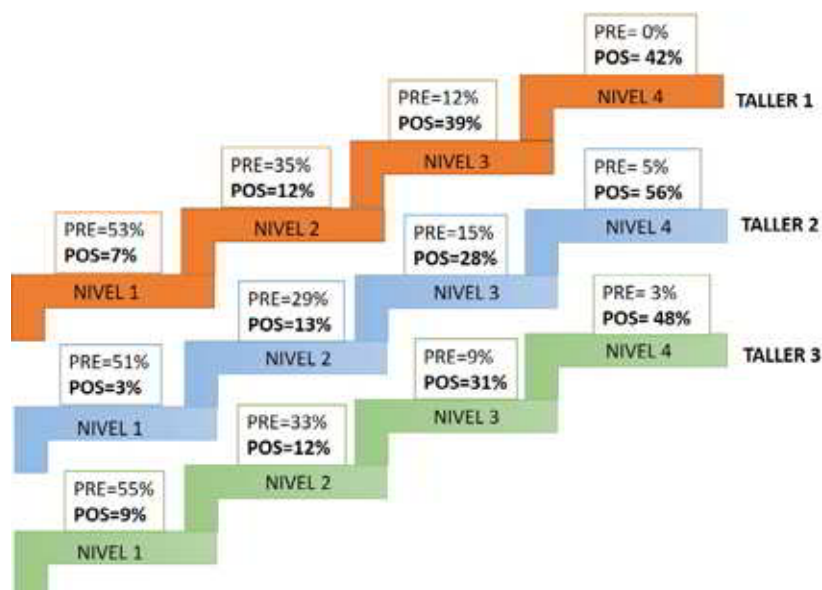 PRE= 0%
POS= 42%
NIVEL 4
TALLER 1
PRE=12%
POS=39%
NIVEL 3
PRE=35%
POS=12%
NIVEL 2
PRE=53%
POS=7%
NIVEL 1
PRE= 5%
POS= 56%
NIVEL 4
TALLER 2
PRE=15%
POS=28%
NIVEL 3
PRE=29%
POS=13%
NIVEL 2
PRE=51%
POS=3%
NIVEL 1
PRE= 3%
POS= 48%
NIVEL 4
TALLER 3
PRE=9%
POS=31%
NIVEL 3
PRE=33%
POS=12%
NIVEL 2
PRE=55%
POS=9%
NIVEL 1